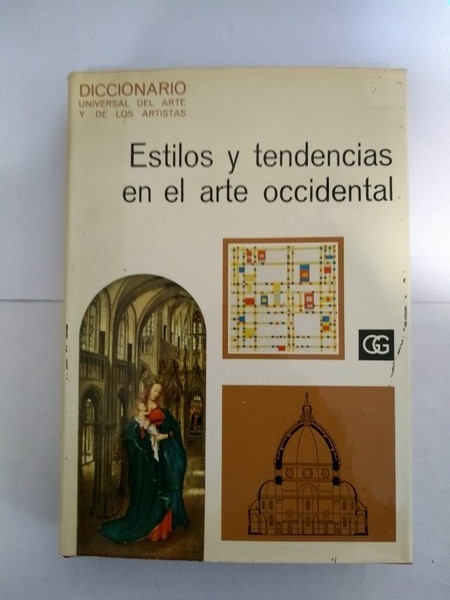 DICCIONARIO
UNIVERSAL DEL ARTE
Y DE LOS ARTISTAS
Estilos y tendencias
en el arte occidental
GG